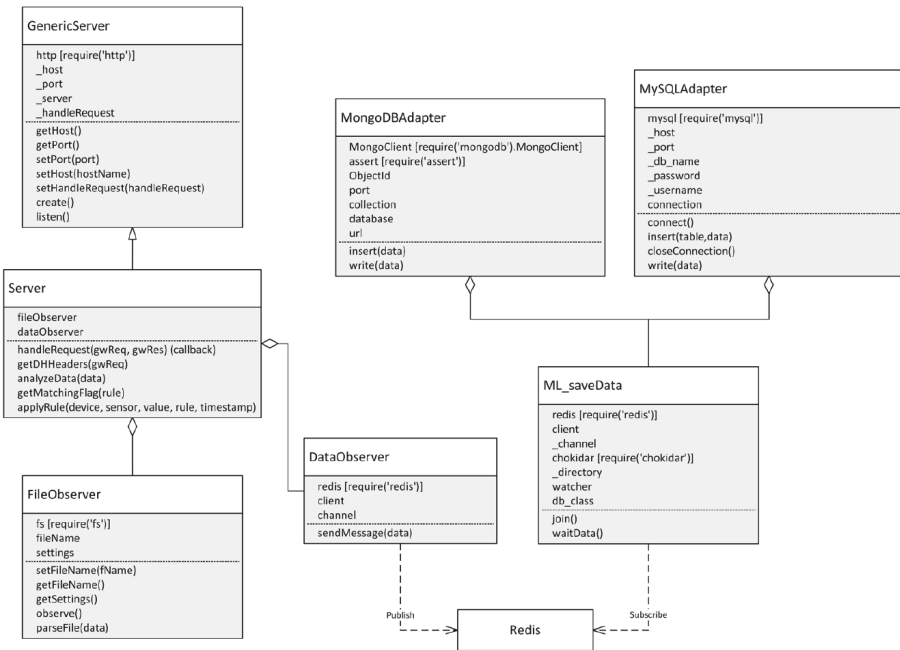 GenericServer
http [require('http')]
_host
_port
_server
_handleRequest
getHost()
getPort()
setPort(port)
setHost(hostName)
setHandleRequest(handleRequest)
create()
listen()
MongoDBAdapter
MongoClient [require('mongodb').MongoClient]
assert [require('assert')]
ObjectId
port
collection
database
url
insert(data)
write(data)
MySQLAdapter
mysql [require('mysql')]
_host
_port
_db_name
_password
_username
connection
connect()
insert(table,data)
closeConnection()
write(data)
Server
fileObserver
dataObserver
handleRequest(gwReq, gwRes) (callback)
getDHHeaders(gwReq)
analyzeData(data)
getMatchingFlag(rule)
applyRule(device, sensor, value, rule, timestamp)
ML_saveData
redis [require('redis')]
client
_channel
chokidar [require('chokidar')]
_directory
watcher
db_class
join()
waitData()
DataObserver
redis [require('redis')]
client
channel
sendMessage(data)
FileObserver
fs [require('fs')]
fileName
settings
setFileName(fName)
getFileName()
getSettings()
observe()
parseFile(data)
Publish
Subscribe
Redis